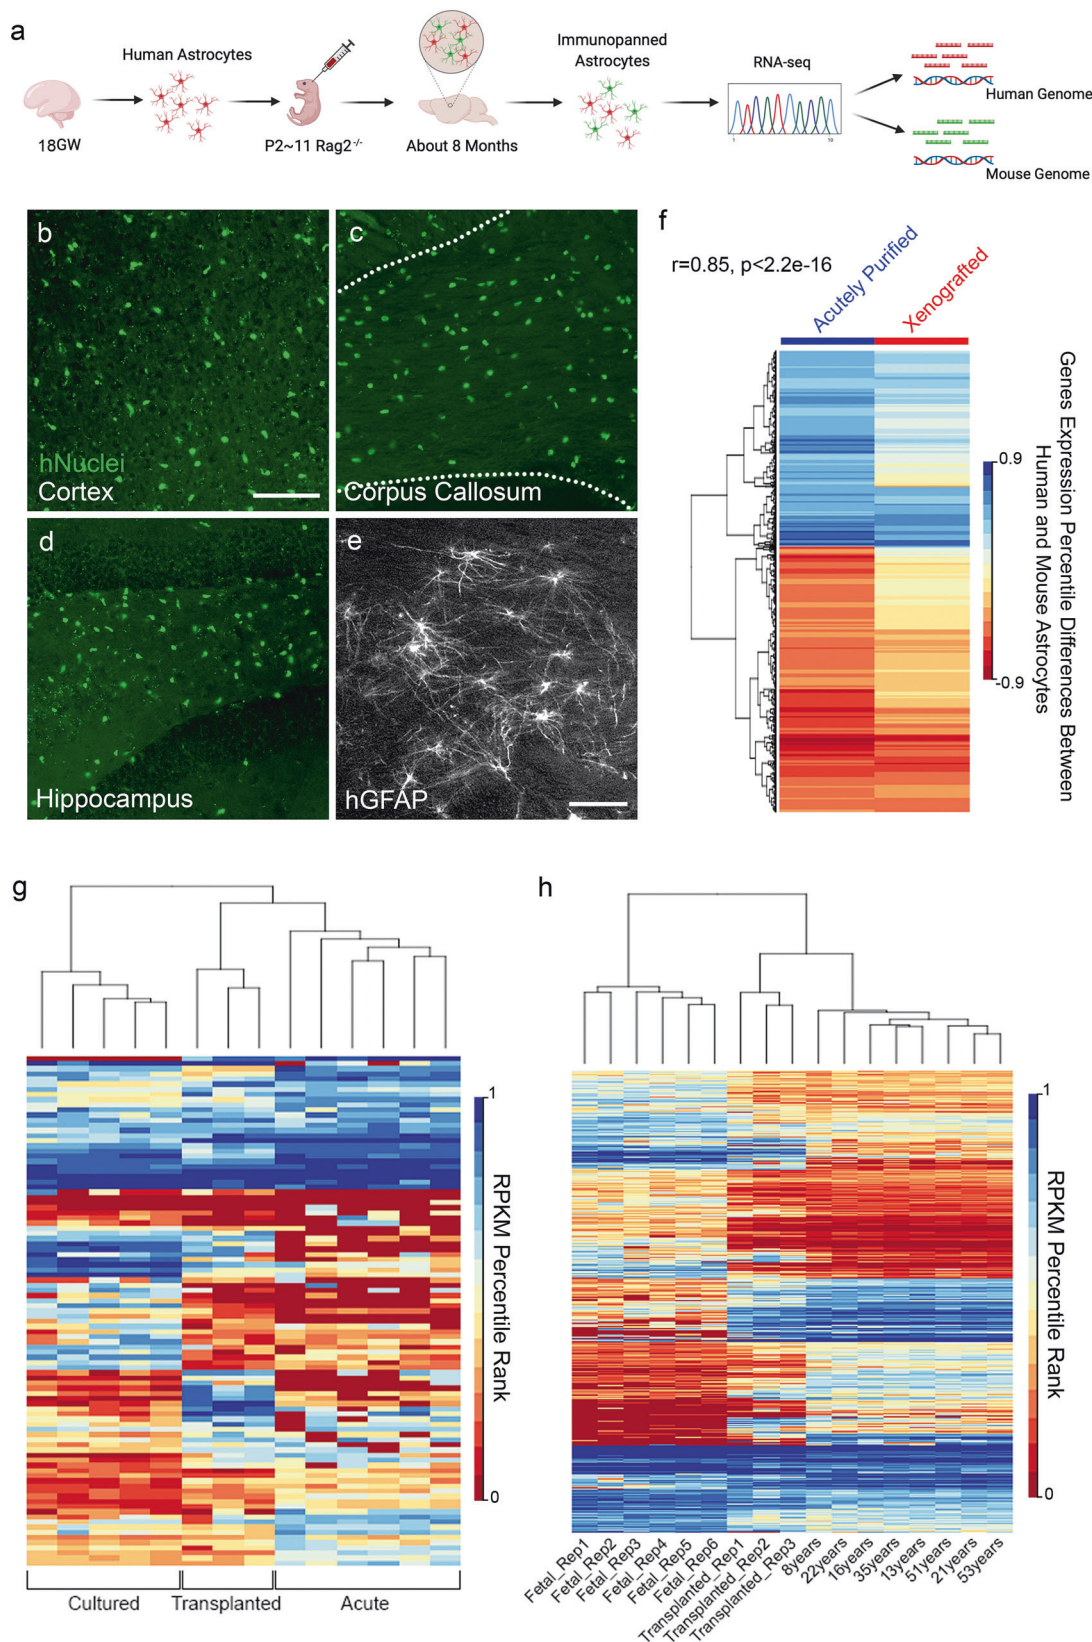 a
Human Astrocytes
Immunopanned
Astrocytes
RNA-seq
Human Genome
18GW
P2~11 Rag2-/-
About 8 Months
1
10
Mouse Genome
b
hNuclei
Cortex
c
Corpus Callosum
d
Hippocampus
e
hGFAP
f
r=0.85, p<2.2e-16
Acutely Purified
Xenografted
0.9
-0.9
Genes Expression Percentile Differences Between
Human and Mouse Astrocytes
g
1
0
RPKM Percentile Rank
Cultured
Transplanted
Acute
h
1
0
RPKM Percentile Rank
Fetal_Rep1
Fetal_Rep2
Fetal_Rep3
Fetal_Rep4
Fetal_Rep5
Fetal_Rep6
Transplanted_Rep1
Transplanted_Rep2
Transplanted_Rep3
8years
22years
16years
35years
13years
51years
21years
53years